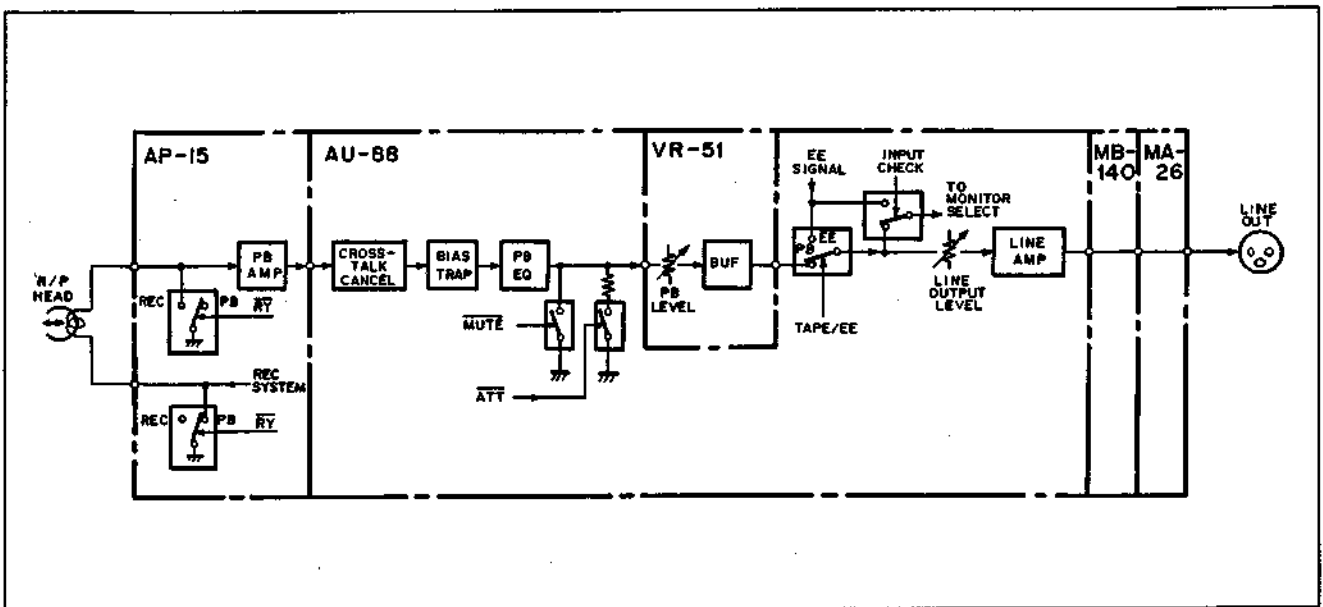 AP-15
AU-68
VR-51
MB-
140
MA-
26
EE
SIGNAL
INPUT
CHECK
TO
MONITOR
SELECT
LINE
OUT
R/P
HEAD
PB
AMP
CROSS-
TALK
CANCEL
BIAS
TRAP
PB
EQ
PB
LEVEL
BUF
PB
EE
LINE
OUTPUT
LEVEL
LINE
AMP
REC
PB
RY
MUTE
TAPE/EE
ATT
REC
SYSTEM
REC
PB
RY